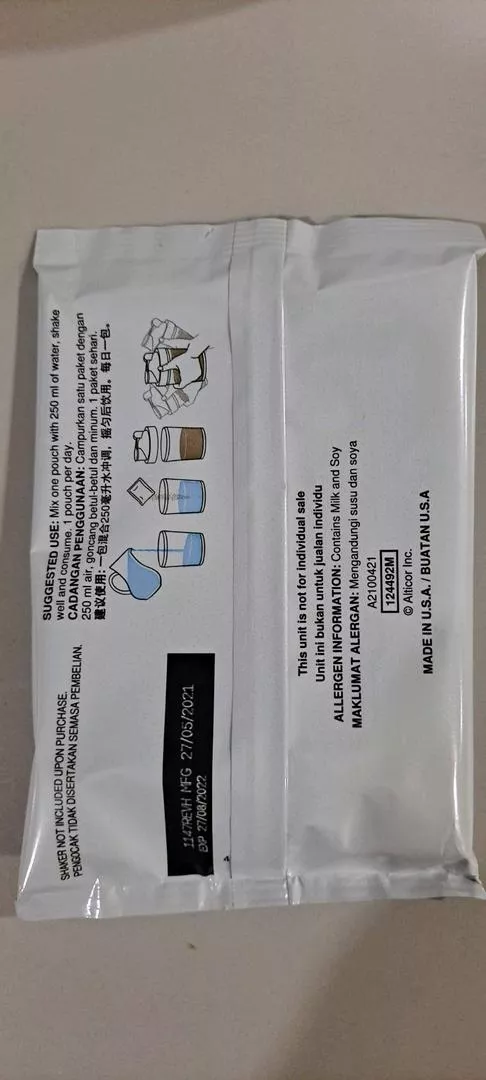 SUGGESTED USE: Mix one pouch with 250 ml of water, shake
well and consume. 1 pouch per day.
CADANGAN PENGGUNAAN: Campurkan satu paket dengan
250 ml air, goncang betul-betul dan minum. 1 paket sehari.
建议使用：一包混合250毫升水冲调，摇匀后饮用。每日一包。
SHAKER NOT INCLUDED UPON PURCHASE.
PENGOCAK TIDAK DISERTAKAN SEMASA PEMBELIAN.
1147REVH MFG 27/05/2021
EXP 27/08/2022
This unit is not for individual sale
Unit ini bukan untuk jualan individu
ALLERGEN INFORMATION: Contains Milk and Soy
MAKLUMAT ALERGAN: Mengandungi susu dan soya
A2100421
124492M
© Alticor Inc.
MADE IN U.S.A. / BUATAN U.S.A